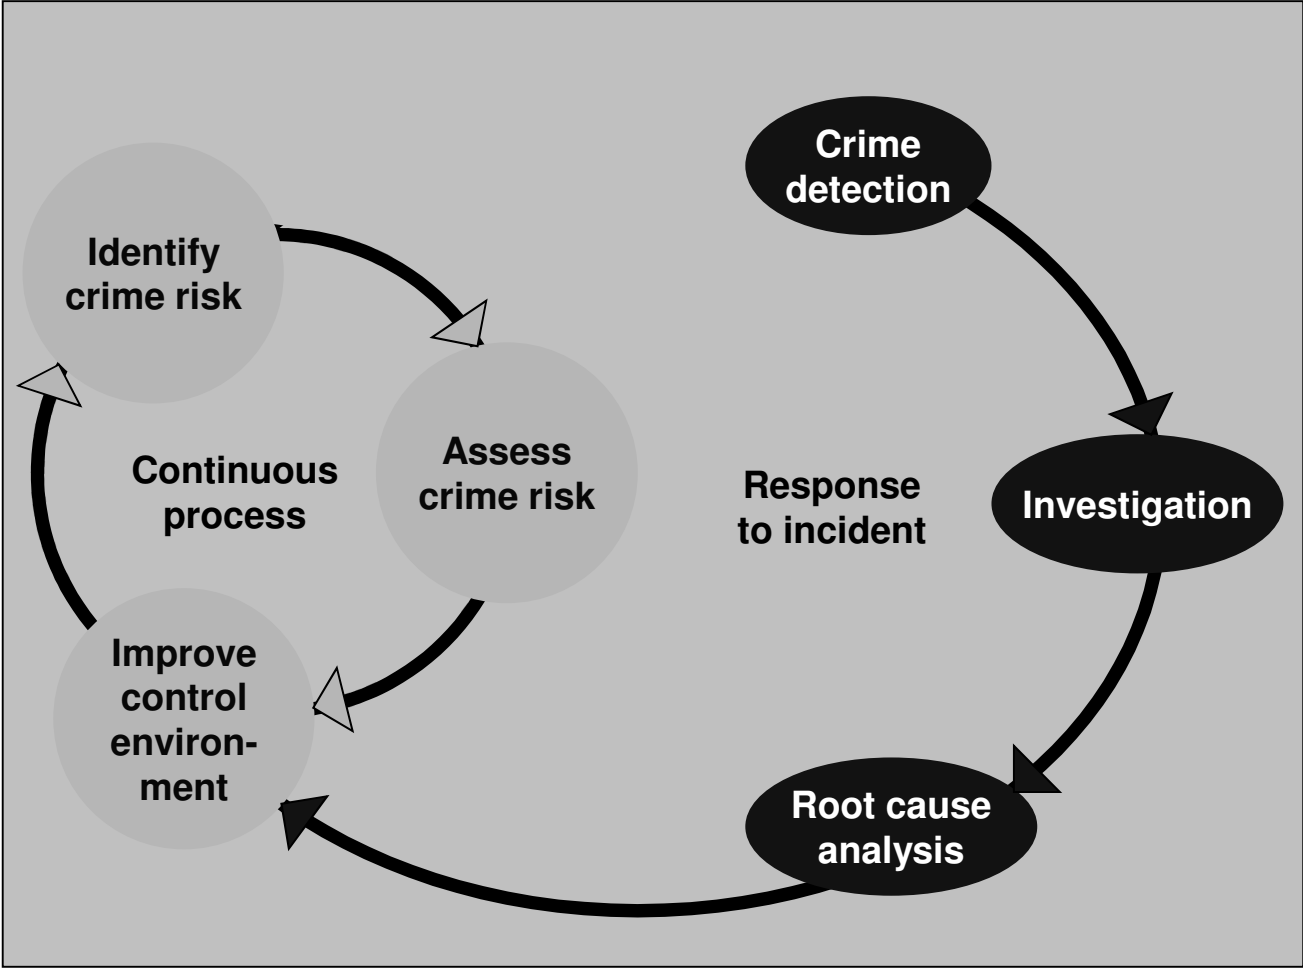 Crime
detection
Identify
crime risk
Assess
crime risk
Continuous
process
Response
to incident
Investigation
Improve
control
environ-
ment
Root cause
analysis